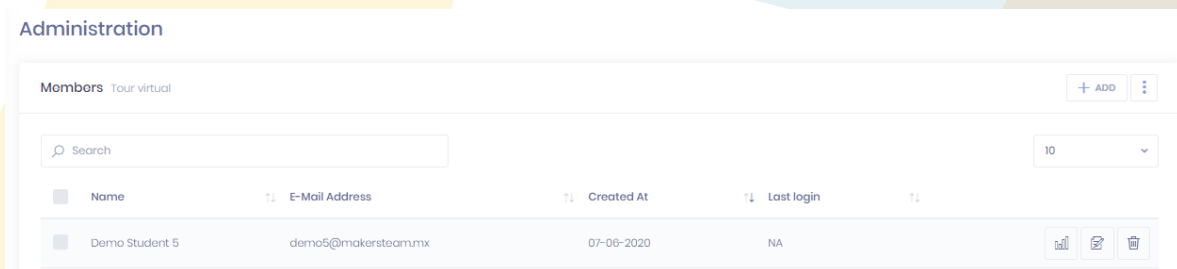 Administration
Members Tour virtual
ADD
Search
10
Name E-Mail Address Created At Last login
Demo Student 5 demo5@makersteam.mx 07-06-2020 NA